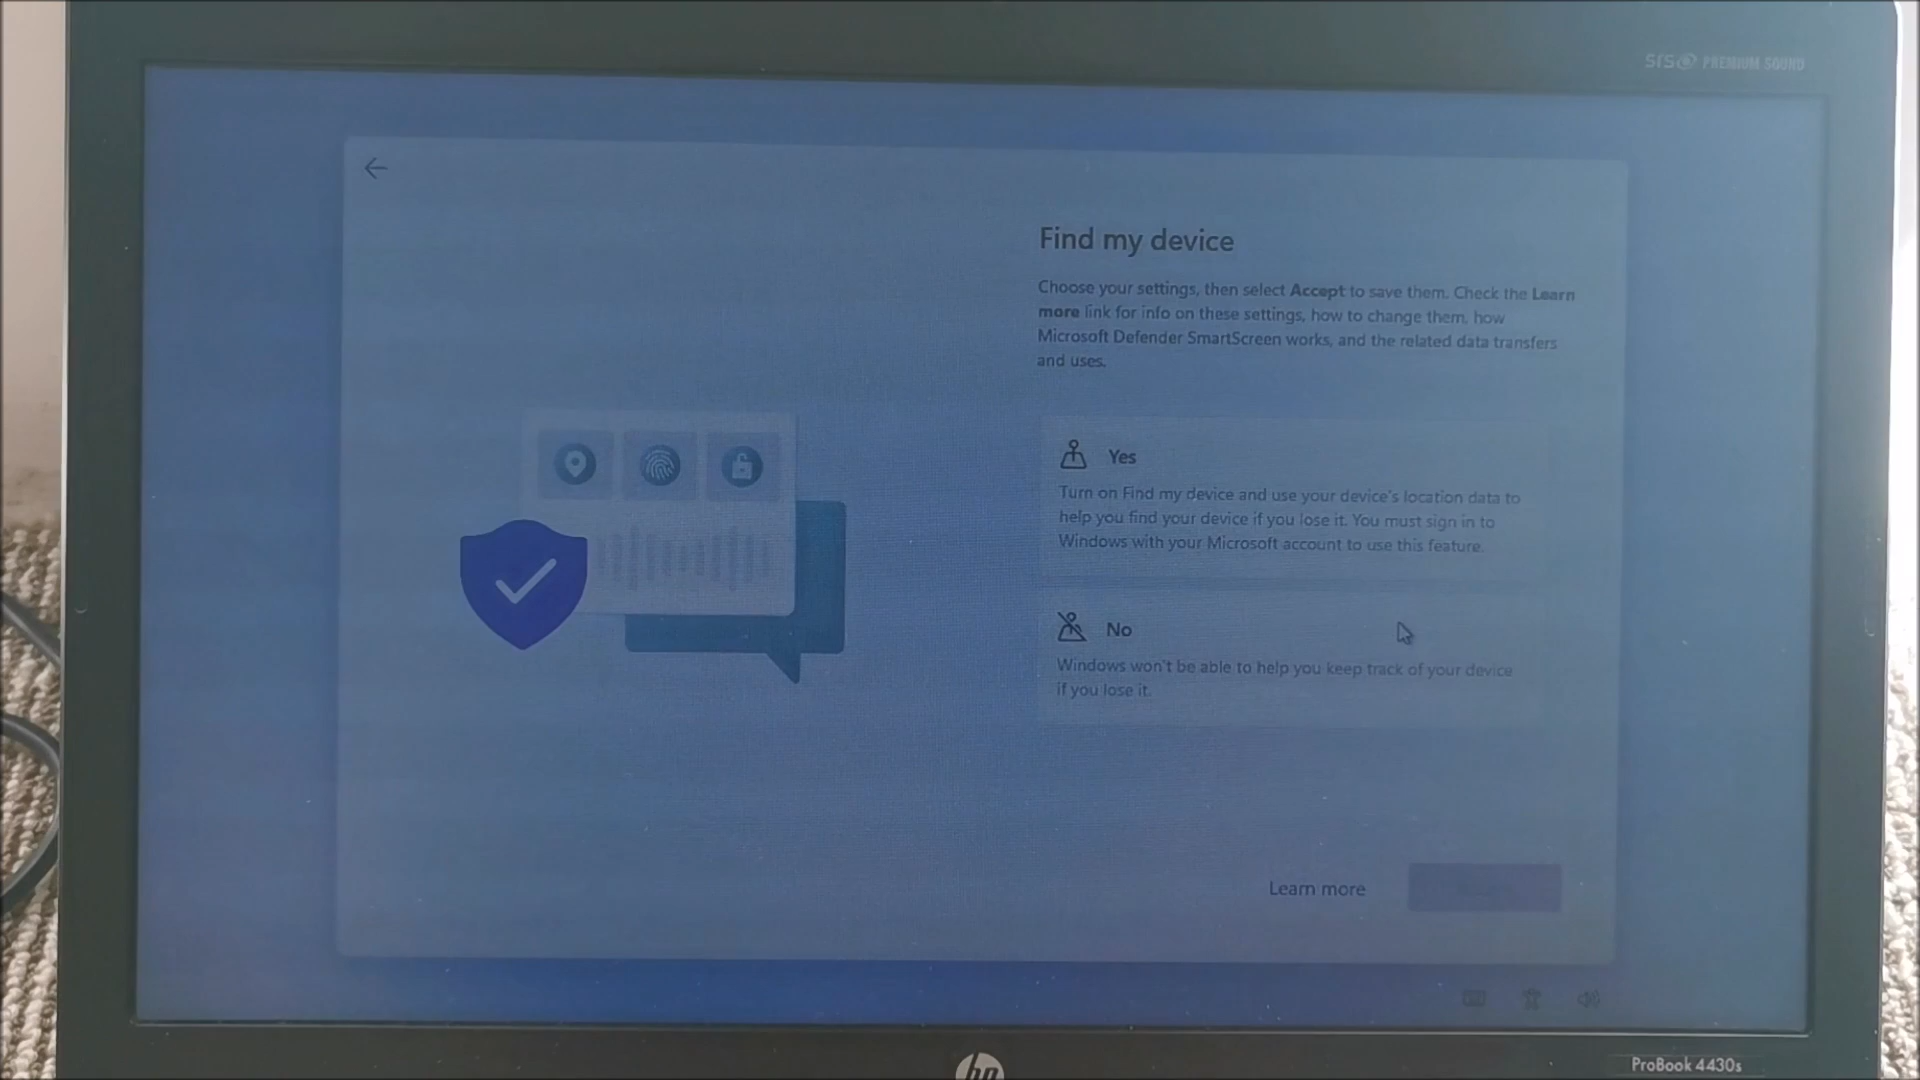 SRS PREMIUM SOUND
Find my device
Choose your settings, then select Accept to save them. Check the Learn
more link for info on these settings, how to change them, how
Microsoft Defender SmartScreen works, and the related data transfers
and uses.
Yes
Turn on Find my device and use your device's location data to
help you find your device if you lose it. You must sign in to
Windows with your Microsoft account to use this feature.
No
Windows won't be able to help you keep track of your device
if you lose it.
Learn more
hp
ProBook 4430s